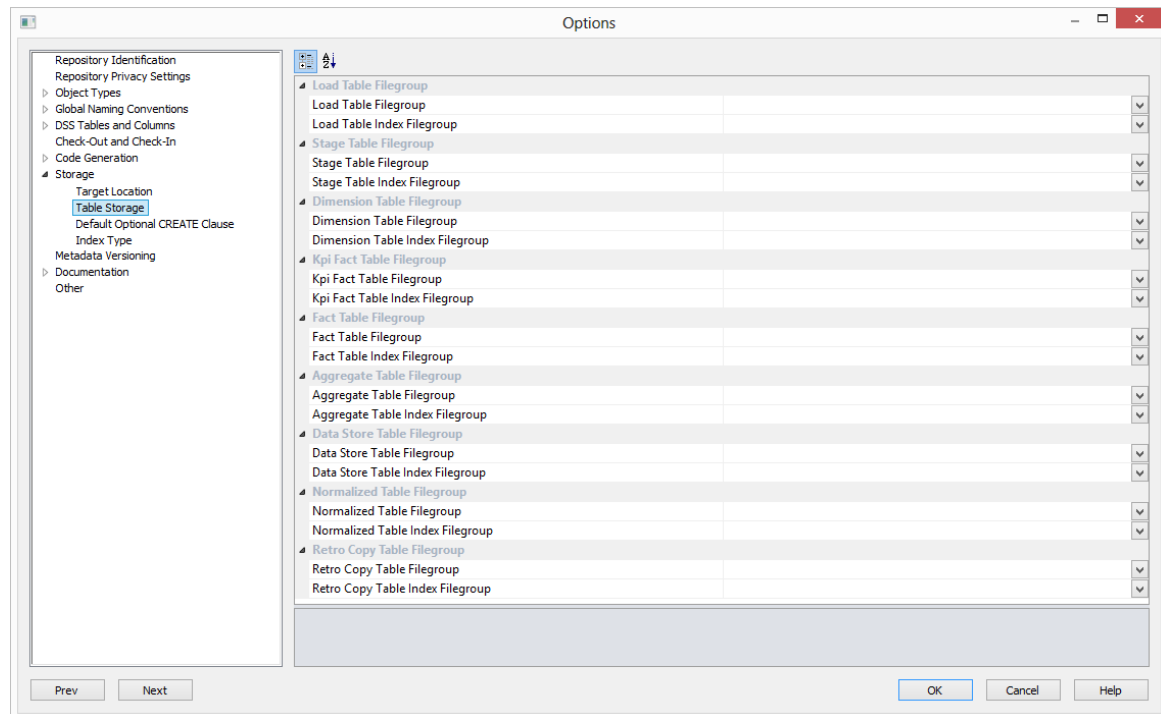 Options
Repository Identification
Repository Privacy Settings
Object Types
Global Naming Conventions
DSS Tables and Columns
Check-Out and Check-In
Code Generation
Storage
Target Location
Table Storage
Default Optional CREATE Clause
Index Type
Metadata Versioning
Documentation
Other
Load Table Filegroup
Load Table Filegroup
Load Table Index Filegroup
Stage Table Filegroup
Stage Table Filegroup
Stage Table Index Filegroup
Dimension Table Filegroup
Dimension Table Filegroup
Dimension Table Index Filegroup
Kpi Fact Table Filegroup
Kpi Fact Table Filegroup
Kpi Fact Table Index Filegroup
Fact Table Filegroup
Fact Table Filegroup
Fact Table Index Filegroup
Aggregate Table Filegroup
Aggregate Table Filegroup
Aggregate Table Index Filegroup
Data Store Table Filegroup
Data Store Table Filegroup
Data Store Table Index Filegroup
Normalized Table Filegroup
Normalized Table Filegroup
Normalized Table Index Filegroup
Retro Copy Table Filegroup
Retro Copy Table Filegroup
Retro Copy Table Index Filegroup
Prev Next OK Cancel Help